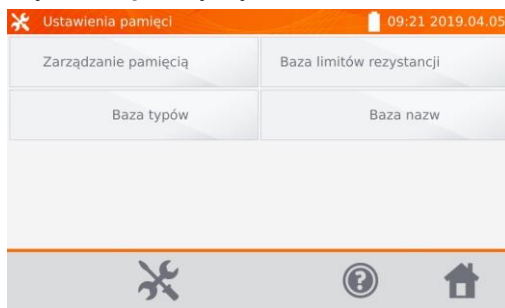 Ustawienia pamięci 09:21 2019.04.05
Zarządzanie pamięcią Baza limitów rezystancji
Baza typów Baza nazw
?